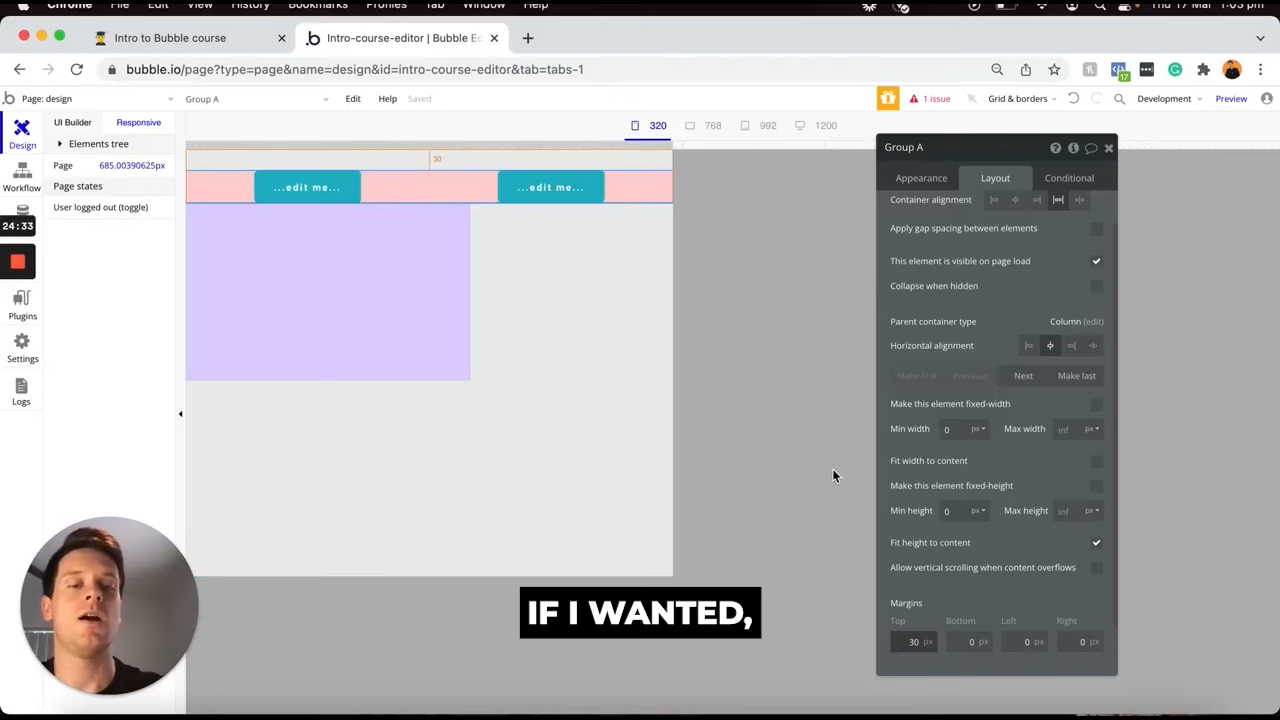 Chrome File Edit View History Bookmarks Profiles Tab Window Help Thu 17 Mar 1:03 pm
Intro to Bubble course
Intro-course-editor | Bubble Ec
bubble.io/page?type=page&name=design&id=intro-course-editor&tab=tabs-1
17
Page: design
Group A
Edit
Help
Saved
1 issue
Grid & borders
Development
Preview
UI Builder
Responsive
320
768
992
1200
Design
Elements tree
Page 685.00390625px
Page states
User logged out (toggle)
Workflow
24:33
Plugins
Settings
Logs
30
...edit me...
...edit me...
Group A
Appearance
Layout
Conditional
Container alignment
Apply gap spacing between elements
This element is visible on page load
Collapse when hidden
Parent container type Column (edit)
Horizontal alignment
Make first Previous Next Make last
Make this element fixed-width
Min width 0 px Max width inf px
Fit width to content
Make this element fixed-height
Min height 0 px Max height inf px
Fit height to content
Allow vertical scrolling when content overflows
Margins
Top Bottom Left Right
30 px 0 px 0 px 0 px
IF I WANTED,